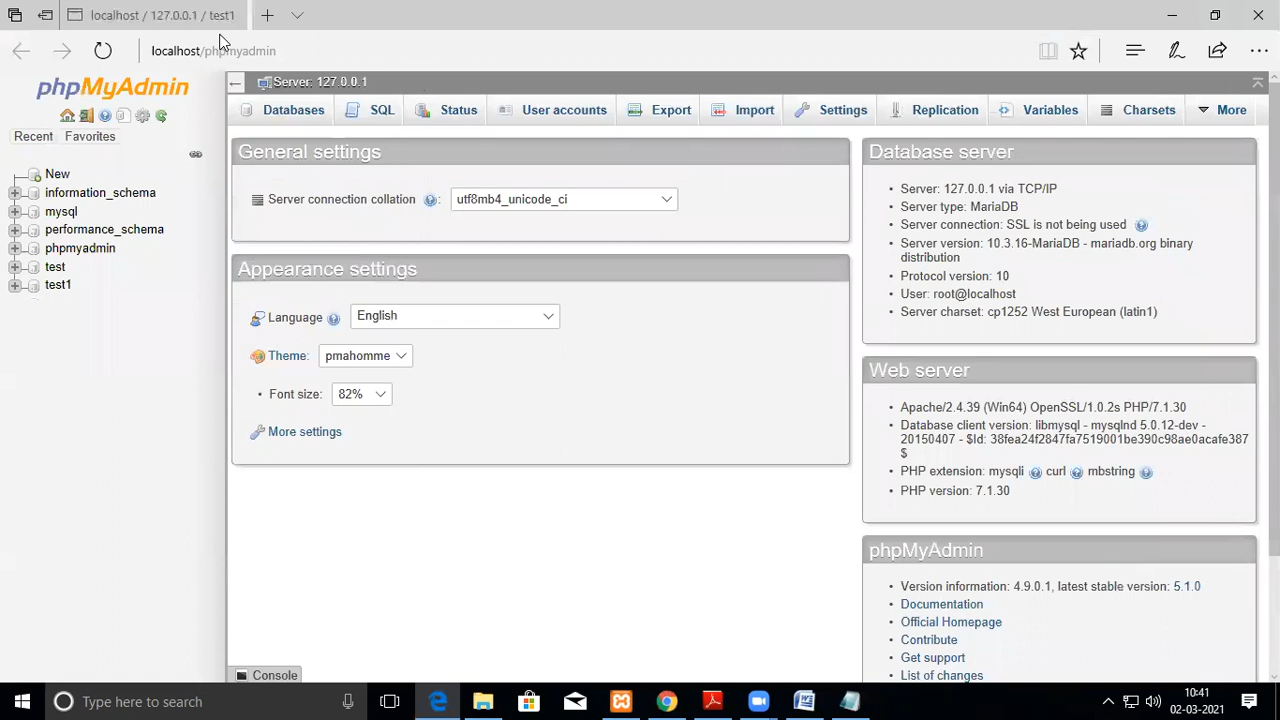 localhost / 127.0.0.1 / test1
localhost/phpmyadmin
phpMyAdmin
Recent Favorites
New
information_schema
mysql
performance_schema
phpmyadmin
test
test1
Server: 127.0.0.1
Databases SQL Status User accounts Export Import Settings Replication Variables Charsets More
General settings
Server connection collation : utf8mb4_unicode_ci
Appearance settings
Language English
Theme: pmahomme
• Font size: 82%
More settings
Database server
• Server: 127.0.0.1 via TCP/IP
• Server type: MariaDB
• Server connection: SSL is not being used
• Server version: 10.3.16-MariaDB - mariadb.org binary
distribution
• Protocol version: 10
• User: root@localhost
• Server charset: cp1252 West European (latin1)
Web server
• Apache/2.4.39 (Win64) OpenSSL/1.0.2s PHP/7.1.30
• Database client version: libmysql - mysqlnd 5.0.12-dev -
20150407 - $Id: 38fea24f2847fa7519001be390c98ae0acafe387
$
• PHP extension: mysqli curl mbstring
• PHP version: 7.1.30
phpMyAdmin
• Version information: 4.9.0.1, latest stable version: 5.1.0
• Documentation
• Official Homepage
• Contribute
• Get support
• List of changes
Console
Type here to search
10:41
02-03-2021